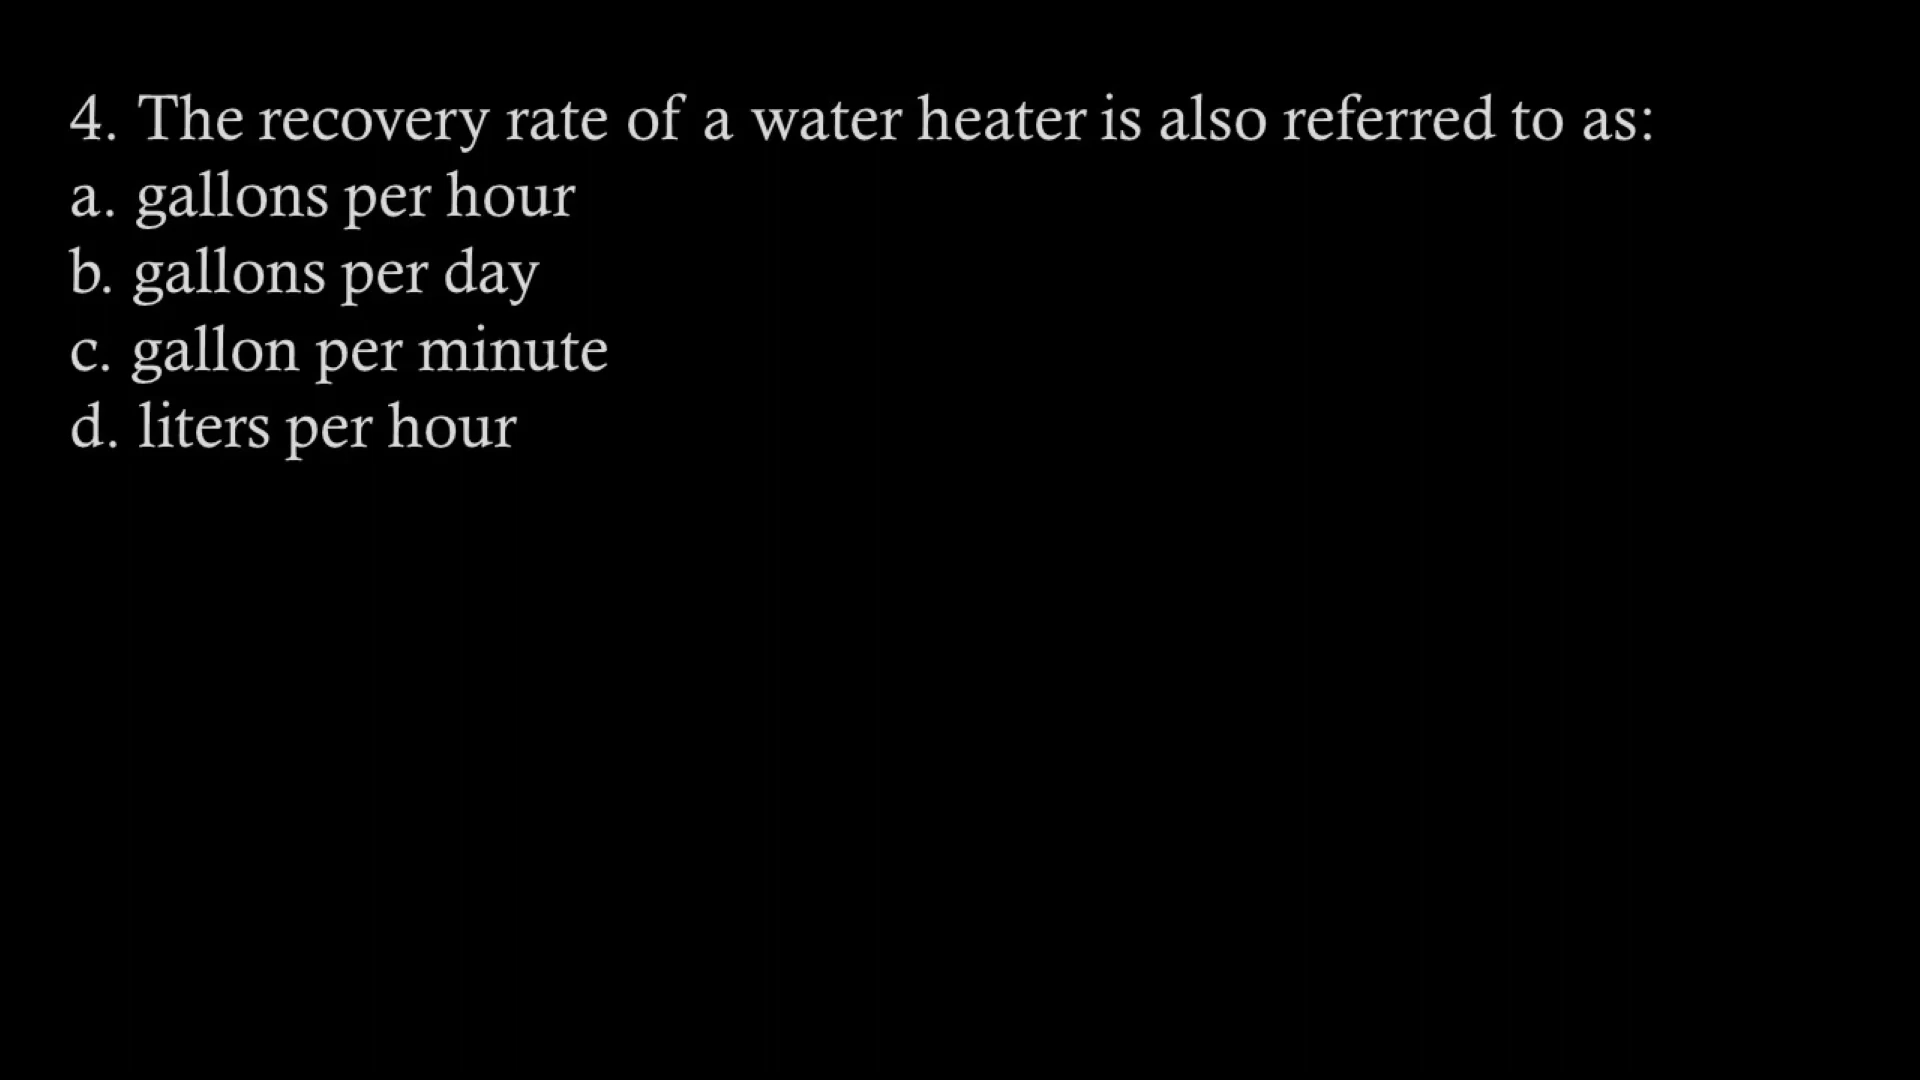 4. The recovery rate of a water heater is also referred to as:
a. gallons per hour
b. gallons per day
c. gallon per minute
d. liters per hour